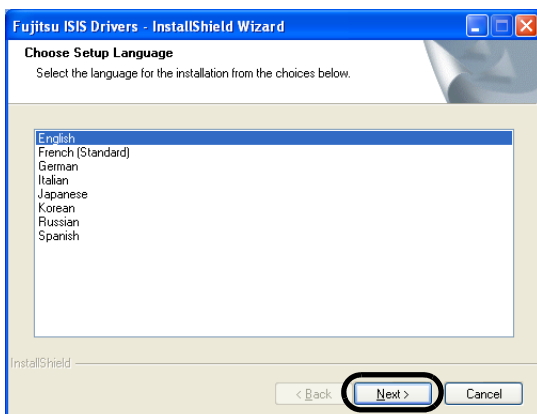 Fujitsu ISIS Drivers - InstallShield Wizard
Choose Setup Language
Select the language for the installation from the choices below.
English
French (Standard)
German
Italian
Japanese
Korean
Russian
Spanish
InstallShield
< Back
Next >
Cancel